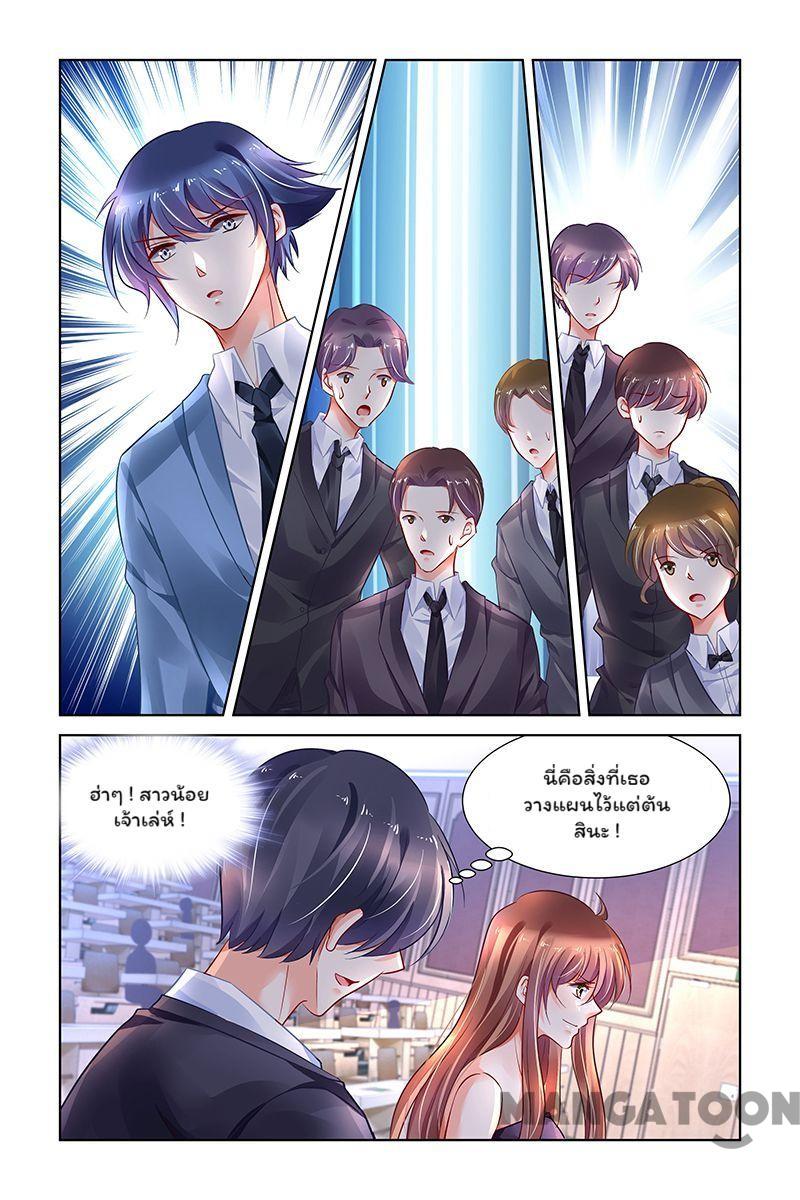 ฮ่าๆ ! สาวน้อย
เจ้าเล่ห์ !
นี่คือสิ่งที่เธอ
วางแผนไว้แต่ต้น
สินะ !
MANGATOON